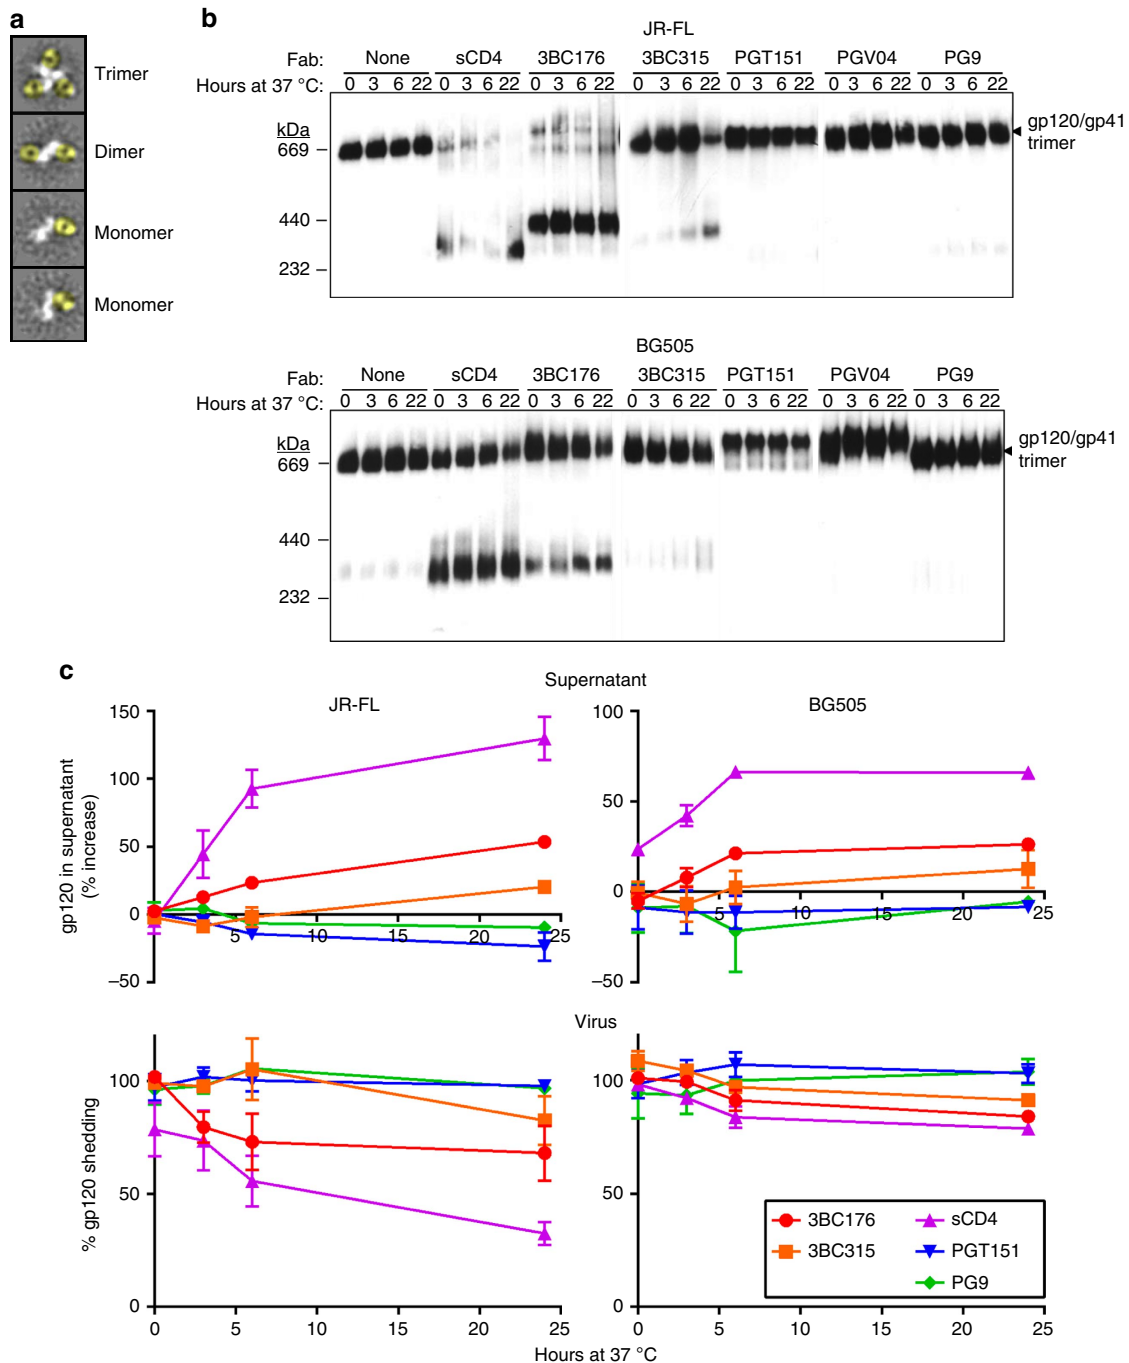 a
Trimer
Dimer
Monomer
Monomer
b
JR-FL
Fab: None sCD4 3BC176 3BC315 PGT151 PGV04 PG9
Hours at 37 °C: 0 3 6 22 0 3 6 22 0 3 6 22 0 3 6 22 0 3 6 22 0 3 6 22 0 3 6 22
kDa
669
440
232
gp120/gp41
trimer
BG505
Fab: None sCD4 3BC176 3BC315 PGT151 PGV04 PG9
Hours at 37 °C: 0 3 6 22 0 3 6 22 0 3 6 22 0 3 6 22 0 3 6 22 0 3 6 22 0 3 6 22
kDa
669
440
232
gp120/gp41
trimer
c
Supernatant
JR-FL
BG505
gp120 in supernatant
(% increase)
150
100
50
0
–50
5 10 15 20 25
100
50
0
–50
5 10 15 20 25
Virus
% gp120 shedding
100
50
0
0 5 10 15 20 25
100
50
0
0 5 10 15 20 25
3BC176 sCD4
3BC315 PGT151
PG9
Hours at 37 °C